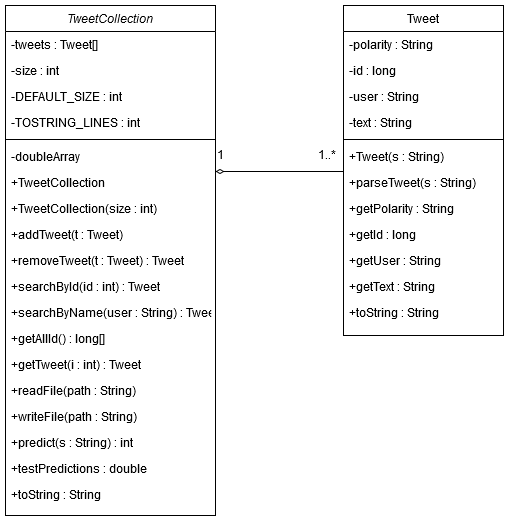 TweetCollection
-tweets : Tweet[]
-size : int
-DEFAULT_SIZE : int
-TOSTRING_LINES : int
-doubleArray
+TweetCollection
+TweetCollection(size : int)
+addTweet(t : Tweet)
+removeTweet(t : Tweet) : Tweet
+searchById(id : int) : Tweet
+searchByName(user : String) : Twee
+getAllId() : long[]
+getTweet(i : int) : Tweet
+readFile(path : String)
+writeFile(path : String)
+predict(s : String) : int
+testPredictions : double
+toString : String
1
1..*
Tweet
-polarity : String
-id : long
-user : String
-text : String
+Tweet(s : String)
+parseTweet(s : String)
+getPolarity : String
+getId : long
+getUser : String
+getText : String
+toString : String